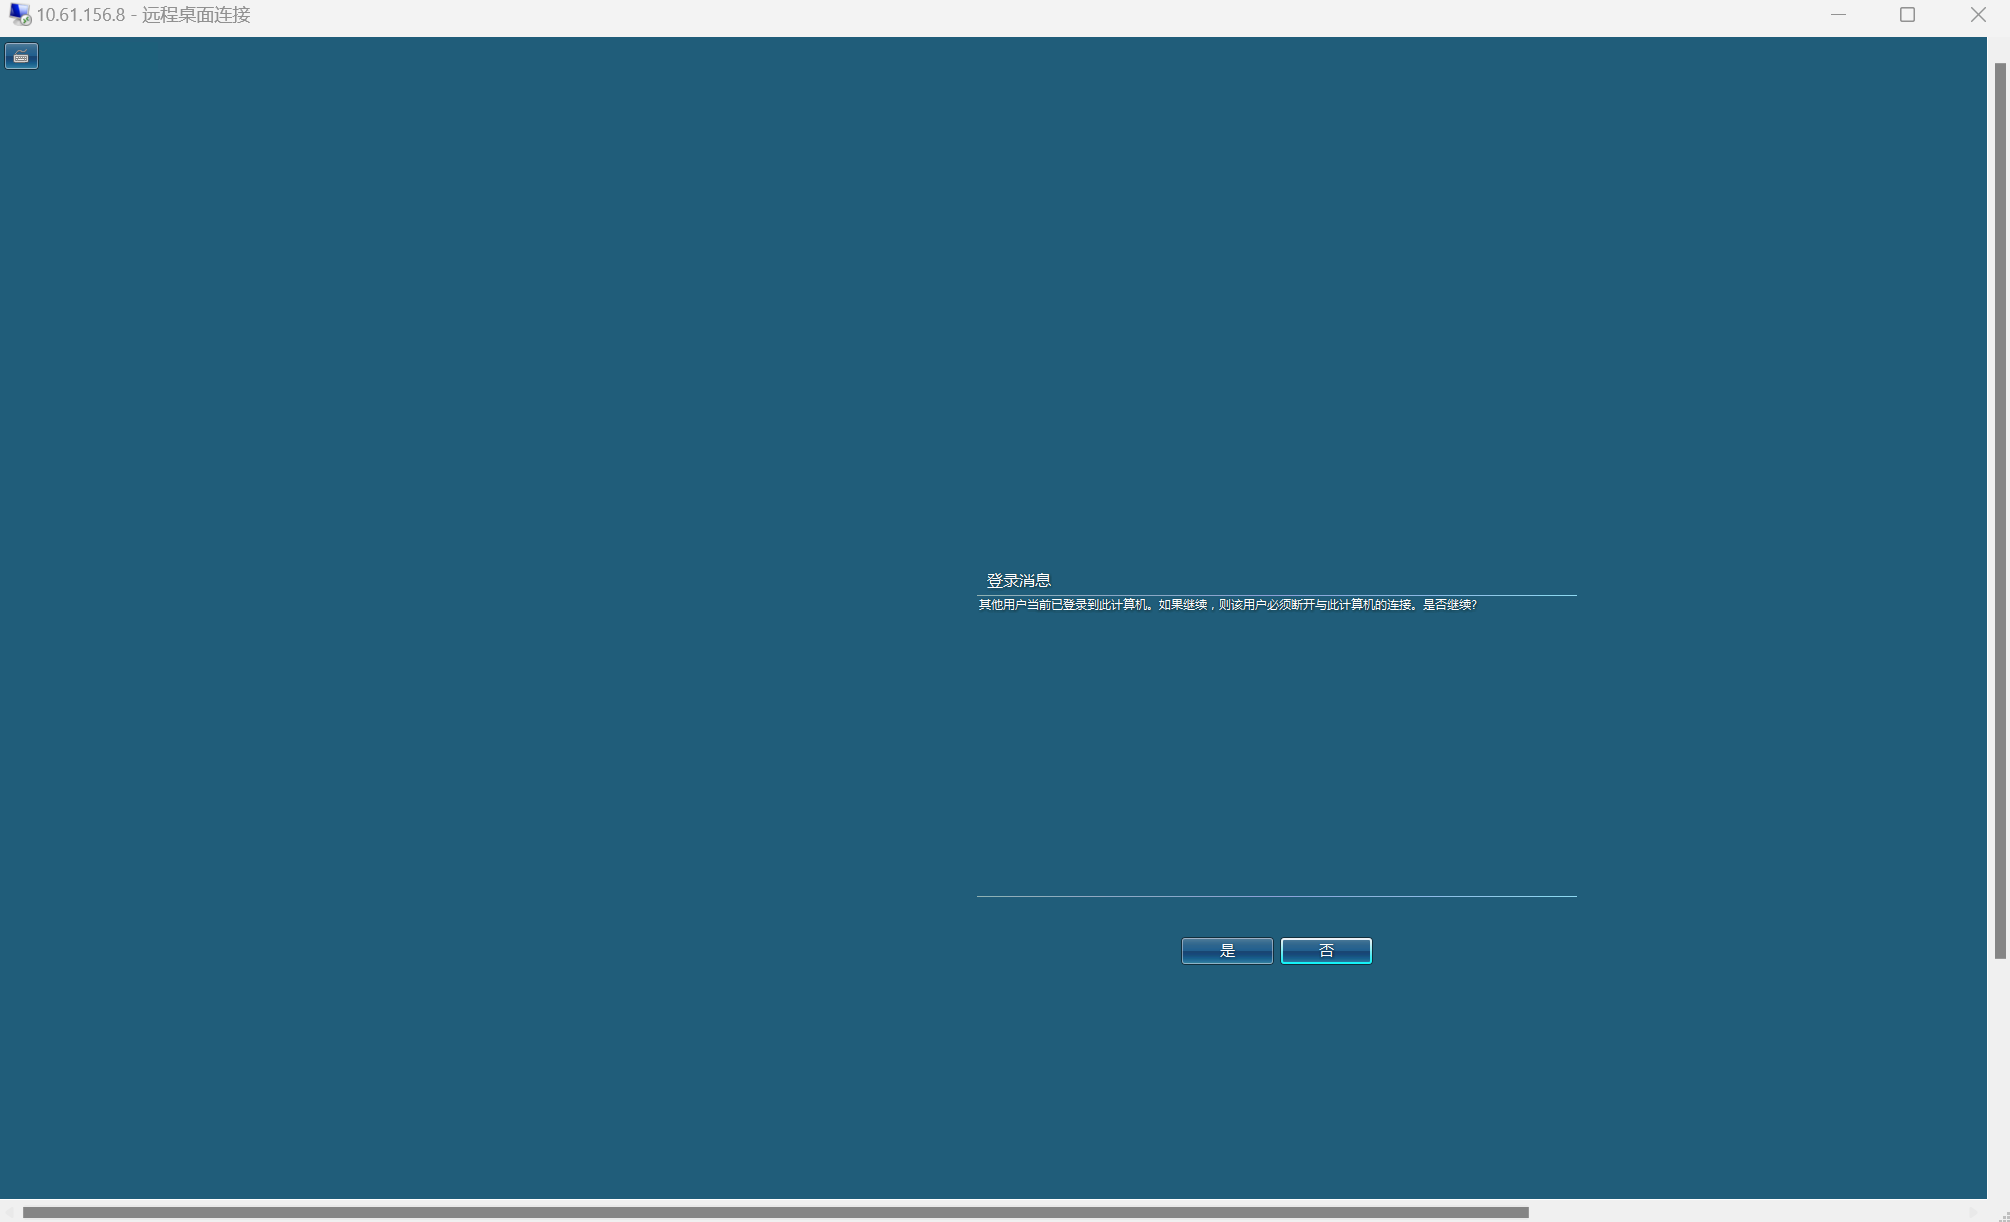 10.61.156.8 - 远程桌面连接
登录消息
其他用户当前已登录到此计算机。如果继续，则该用户必须断开与此计算机的连接。是否继续?
是
否